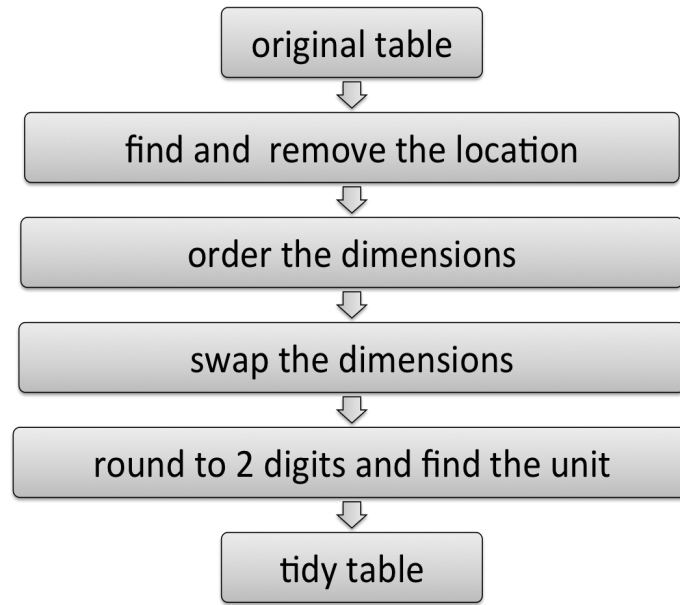 original table
find and  remove the location
order the dimensions
swap the dimensions
round to 2 digits and find the unit
tidy table